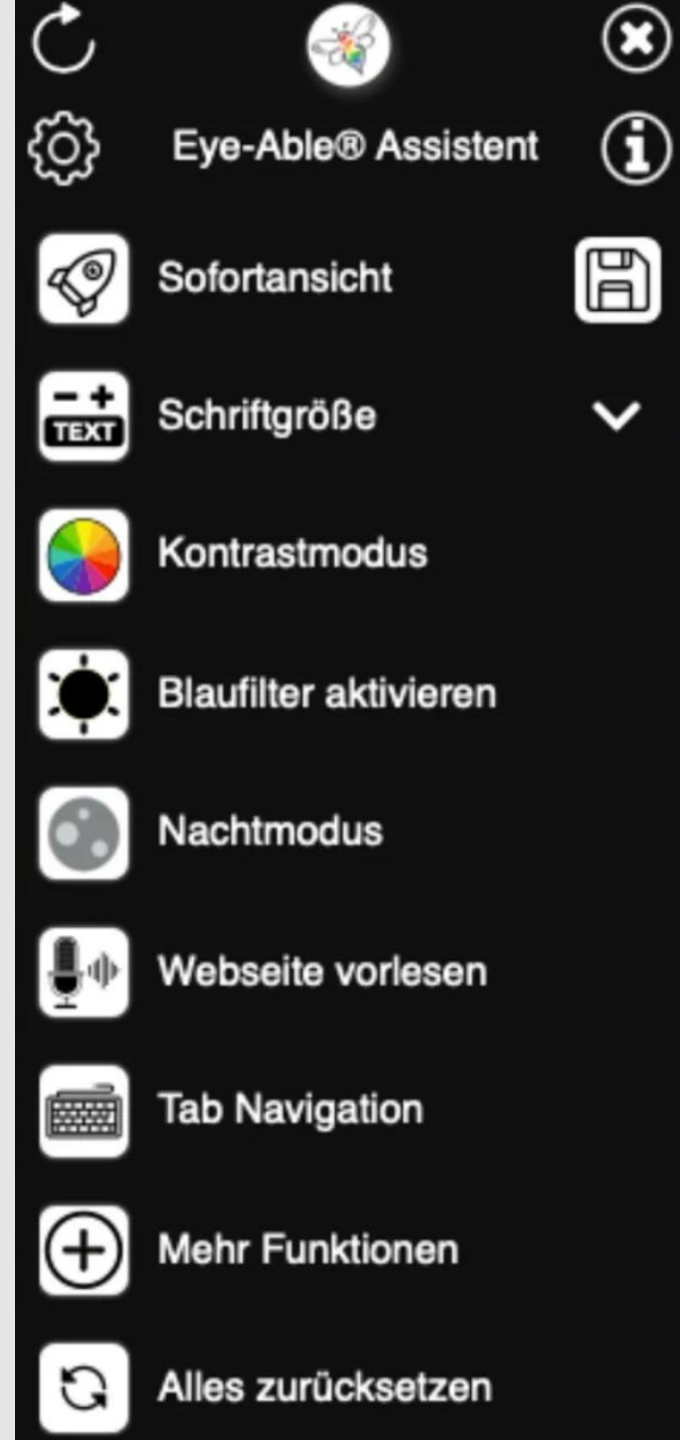 Eye-Able® Assistent
Sofortansicht
- +
TEXT
Schriftgröße
Kontrastmodus
Blaufilter aktivieren
Nachtmodus
Webseite vorlesen
Tab Navigation
Mehr Funktionen
Alles zurücksetzen